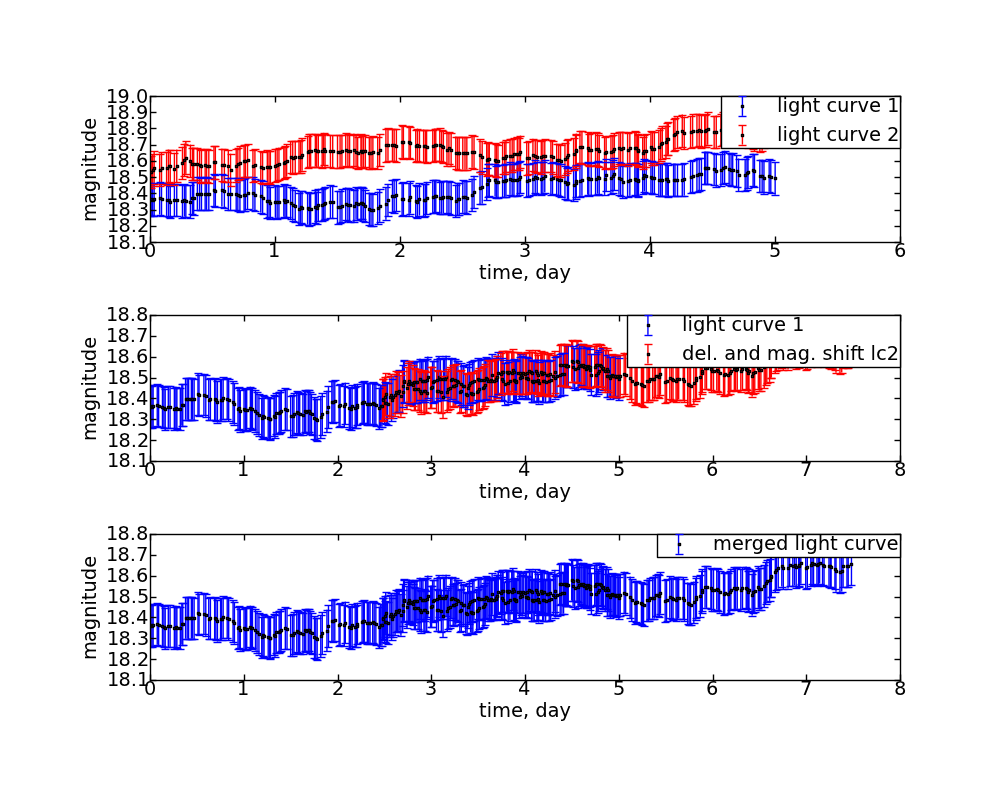 19.0
18.9
18.8
18.7
18.6
18.5
18.4
18.3
18.2
18.1
magnitude
light curve 1
light curve 2
0 1 2 3 4 5 6
time, day
18.8
18.7
18.6
18.5
18.4
18.3
18.2
18.1
magnitude
light curve 1
del. and mag. shift lc2
0 1 2 3 4 5 6 7 8
time, day
18.8
18.7
18.6
18.5
18.4
18.3
18.2
18.1
magnitude
merged light curve
0 1 2 3 4 5 6 7 8
time, day